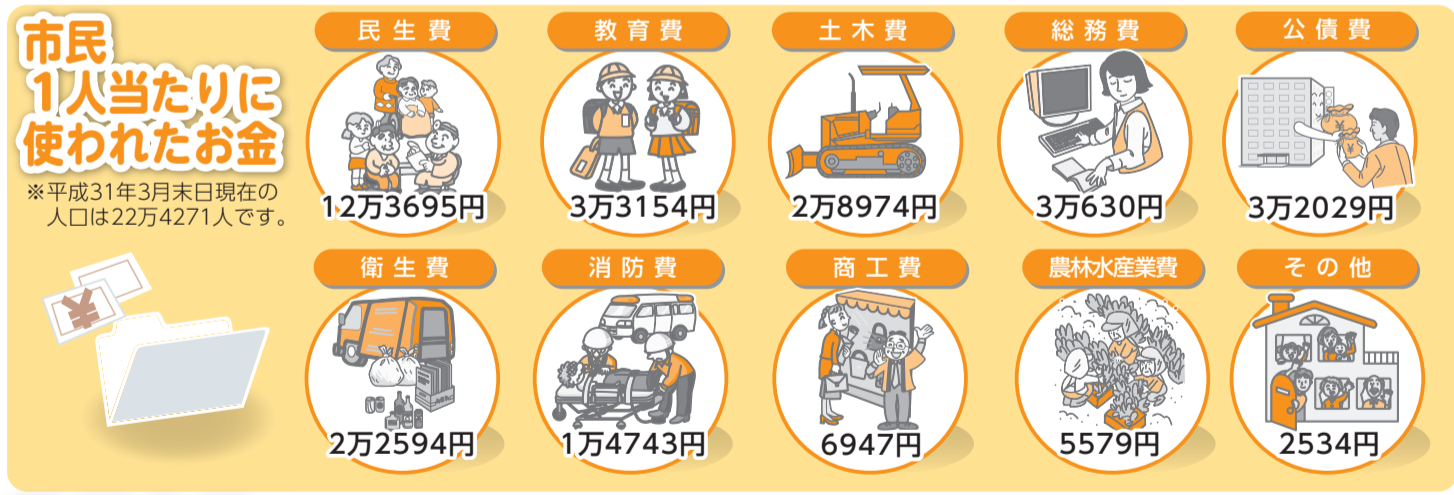 市民
1人当たりに
使われたお金
※平成31年3月末日現在の
人口は22万4271人です。
民生費
12万3695円
教育費
3万3154円
土木費
2万8974円
総務費
3万630円
公債費
¥
¥
3万2029円
¥
衛生費
2万2594円
消防費
1万4743円
商工費
6947円
農林水産業費
5579円
その他
2534円